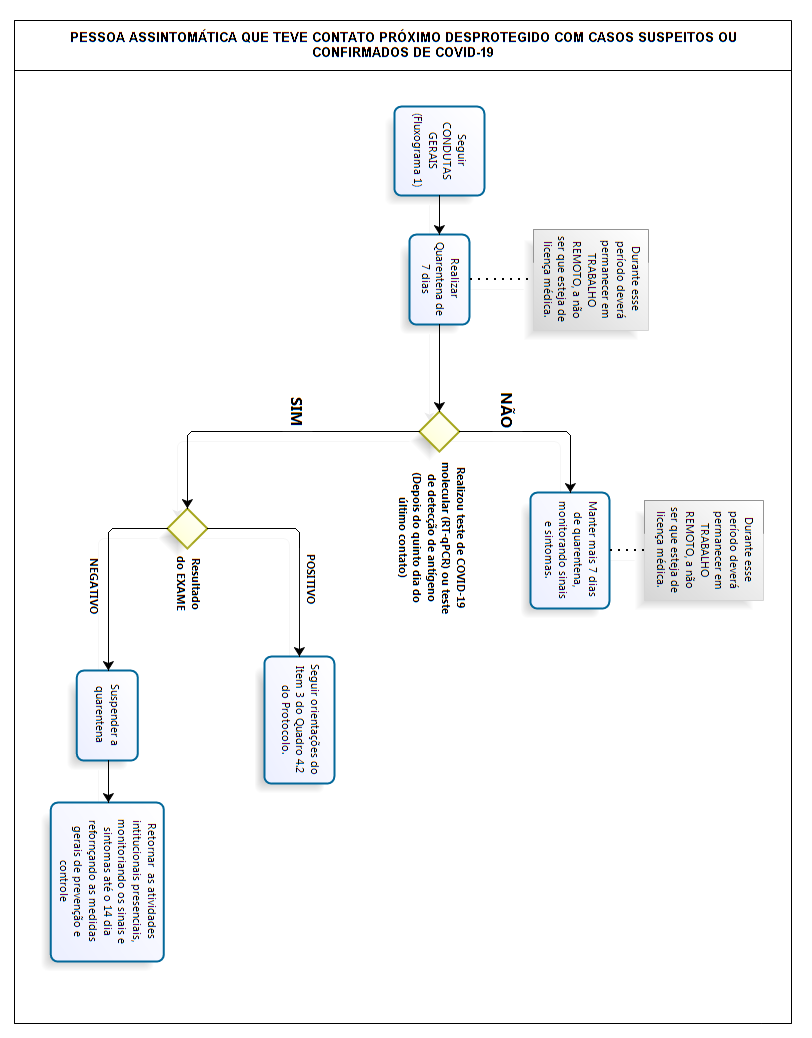 PESSOA ASSINTOMÁTICA QUE TEVE CONTATO PRÓXIMO DESPROTEGIDO COM CASOS SUSPEITOS OU
CONFIRMADOS DE COVID-19
Seguir
CONDUTAS
GERAIS
(Fluxograma 1)
Realizar
Quarentena de
7 dias
Durante esse
período deverá
permanecer em
TRABALHO
REMOTO, a não
ser que esteja de
licença médica.
NÃO
SIM
Realizou teste de COVID-19
molecular (RT-qPCR) ou teste
de detecção de antígeno
(Depois do quinto dia do
último contato)
Manter mais 7 dias
de quarentena,
monitorando sinais
e sintomas.
Durante esse
período deverá
permanecer em
TRABALHO
REMOTO, a não
ser que esteja de
licença médica.
Resultado
do EXAME
POSITIVO
NEGATIVO
Seguir orientações do
Item 3 do Quadro 4.2
do Protocolo.
Suspender a
quarentena
Retornar as atividades
intitucionais presenciais,
monitoriando os sinais e
sintomas até o 14 dia
refornçando as medidas
gerais de prevenção e
controle